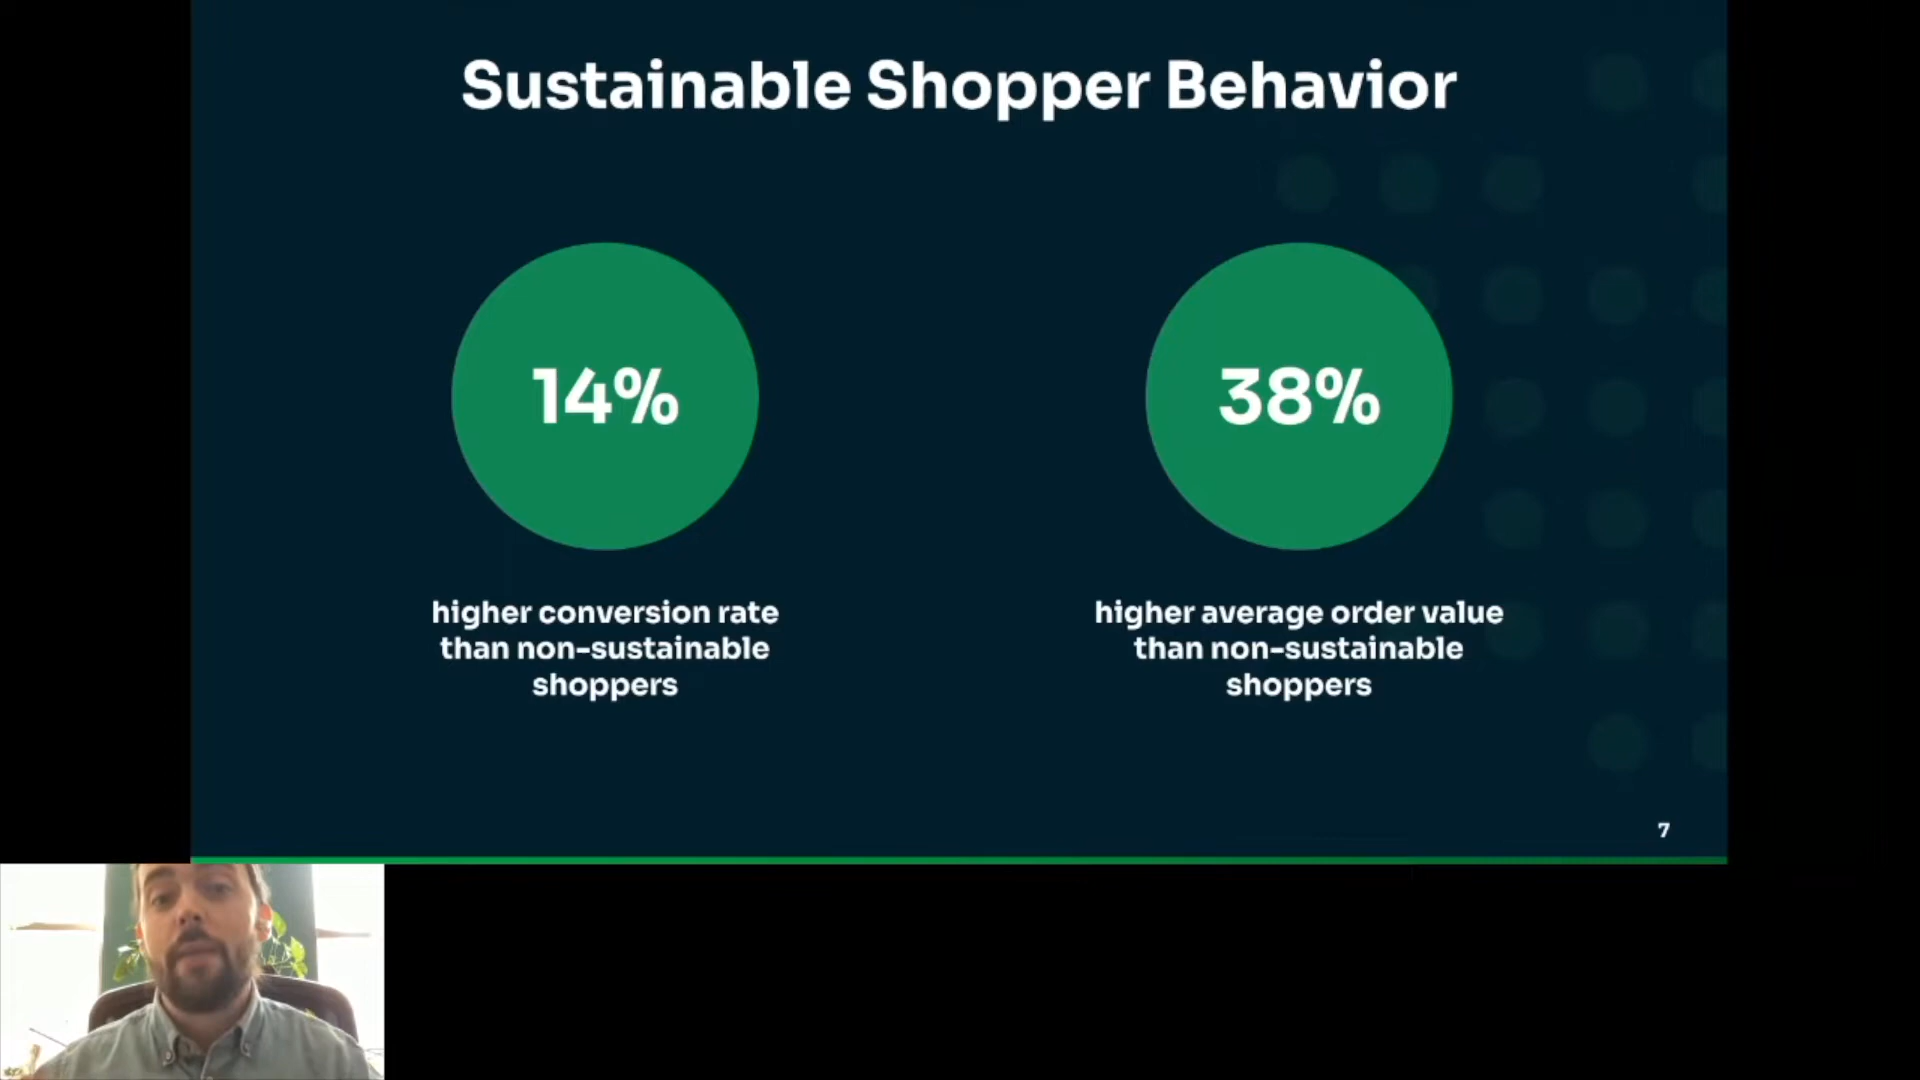 Sustainable Shopper Behavior
14%
higher conversion rate
than non-sustainable
shoppers
38%
higher average order value
than non-sustainable
shoppers
7